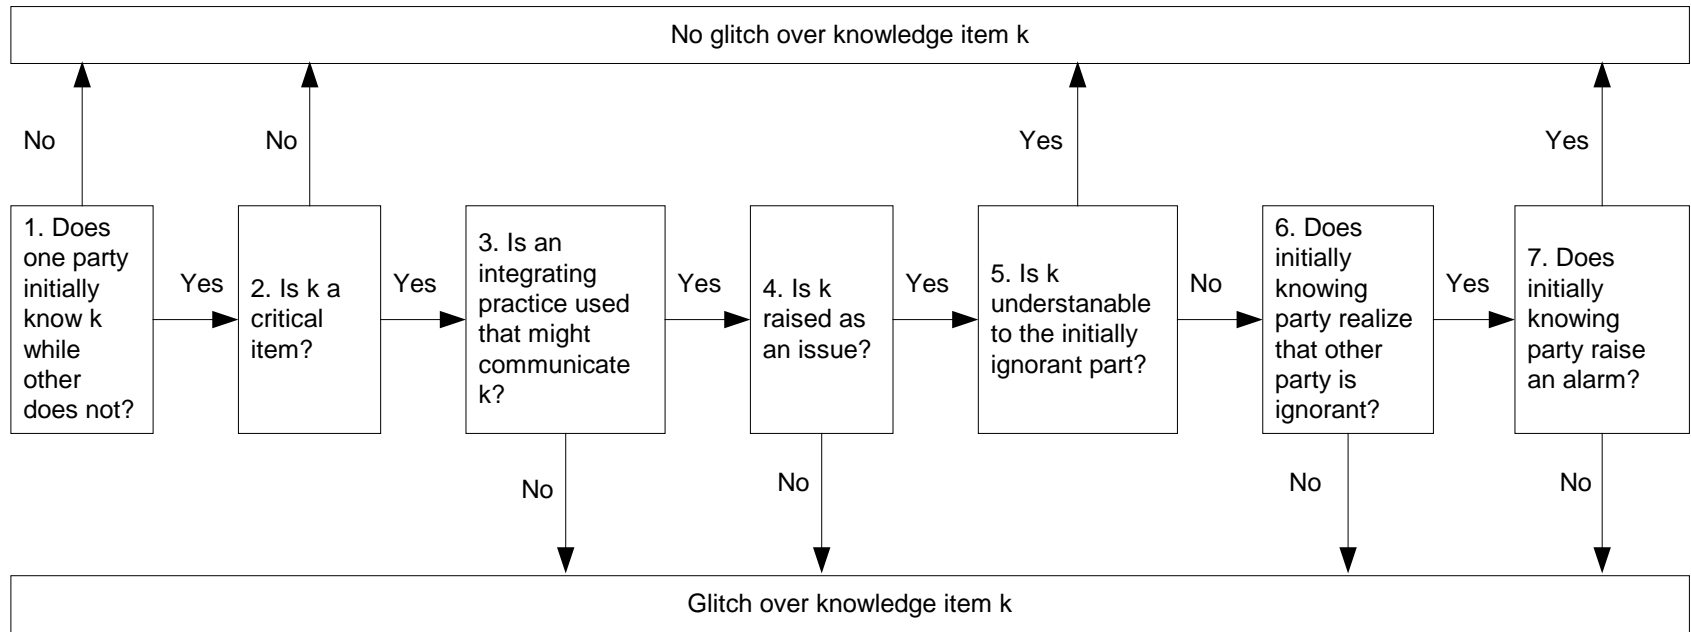 No glitch over knowledge item k
No
No
Yes
Yes
1. Does
one party
initially
know k
while
other
does not?
Yes
2. Is k a
critical
item?
Yes
3. Is an
integrating
practice used
that might
communicate
k?
Yes
4. Is k
raised as
an issue?
Yes
5. Is k
understanable
to the initially
ignorant part?
No
6. Does
initially
knowing
party realize
that other
party is
ignorant?
Yes
7. Does
initially
knowing
party raise
an alarm?
No
No
No
No
Glitch over knowledge item k